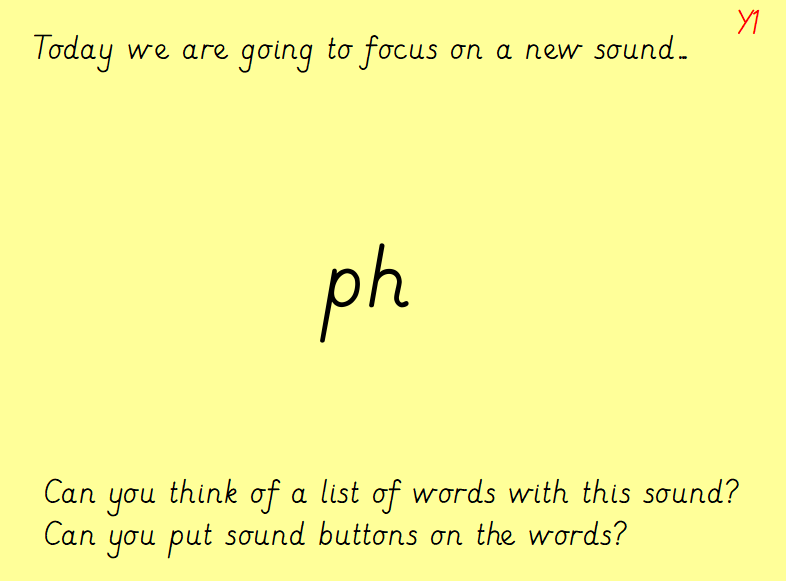 Y1
Today we are going to focus on a new sound...
ph
Can you think of a list of words with this sound?
Can you put sound buttons on the words?